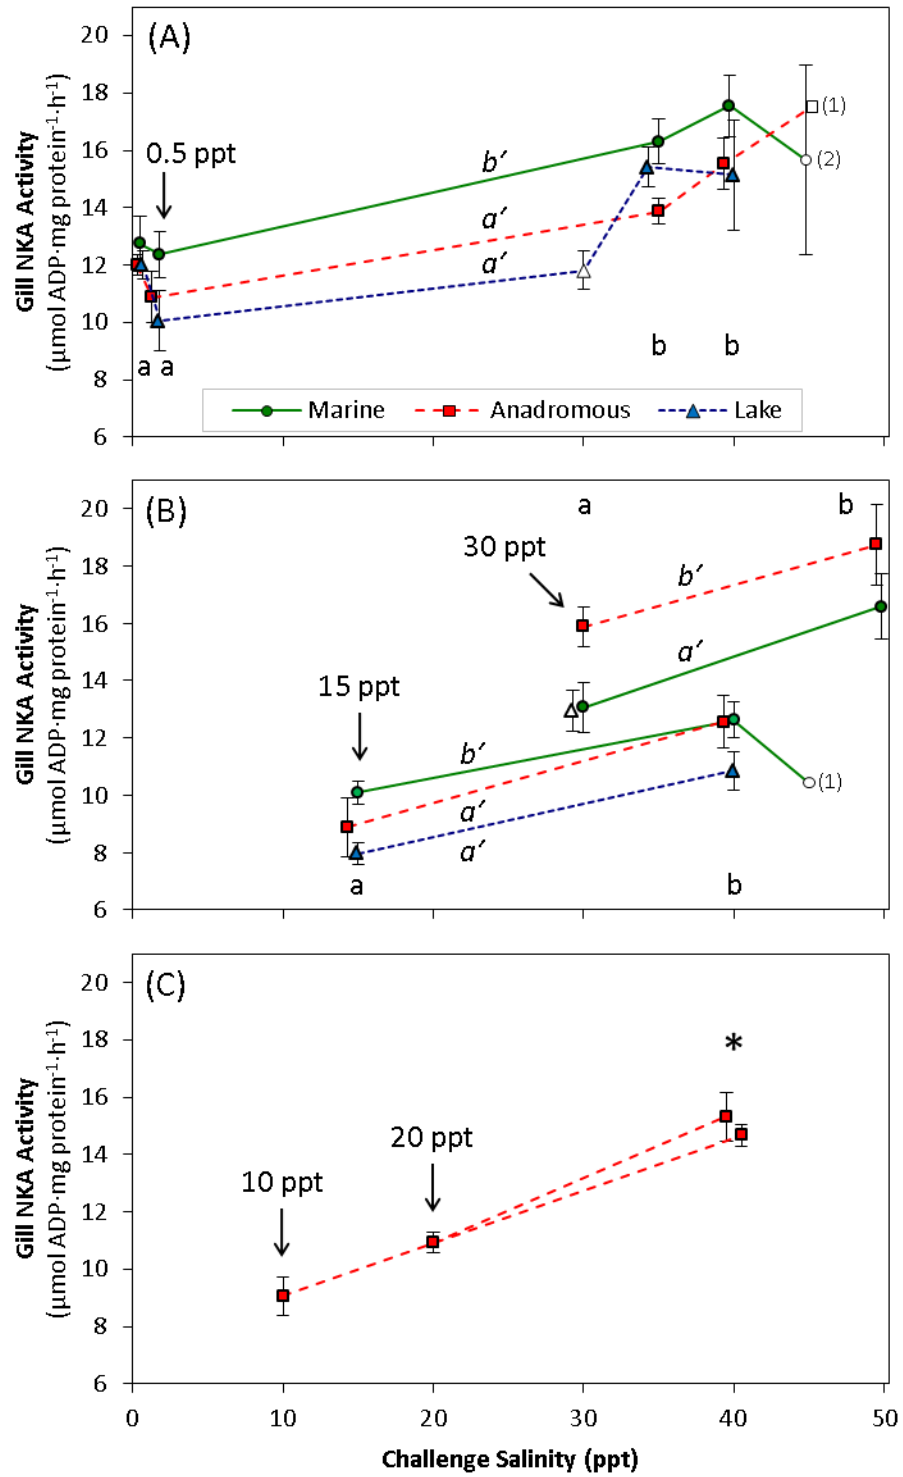 20
18
16
14
12
10
8
6
Gill NKA Activity
(µmol ADP·mg protein⁻¹·h⁻¹)
(A)
0.5 ppt
b′
a′
a′
(1)
(2)
a a
b
b
Marine
Anadromous
Lake
20
18
16
14
12
10
8
6
Gill NKA Activity
(µmol ADP·mg protein⁻¹·h⁻¹)
(B)
a
b
30 ppt
b′
a′
15 ppt
b′
a′
a′
(1)
a
b
20
18
16
14
12
10
8
6
Gill NKA Activity
(µmol ADP·mg protein⁻¹·h⁻¹)
(C)
*
20 ppt
10 ppt
0 10 20 30 40 50
Challenge Salinity (ppt)